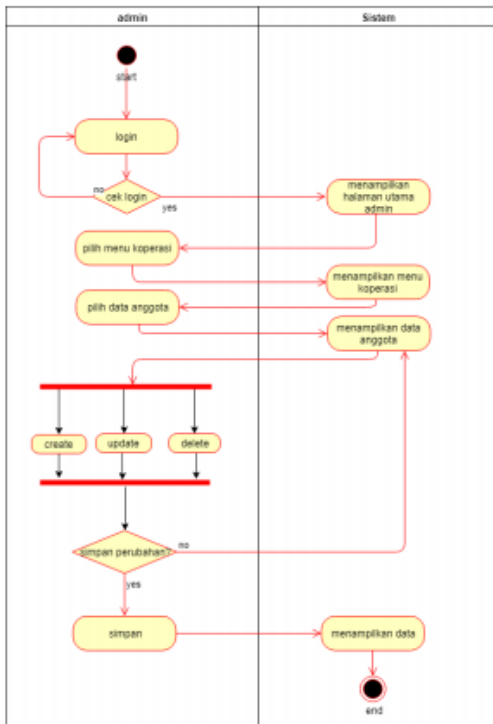 admin
Sistem
start
login
no
cek login
yes
menampilkan
halaman utama
admin
pilih menu koperasi
menampilkan menu
koperasi
pilih data anggota
menampilkan data
anggota
create
update
delete
simpan perubahan?
no
yes
simpan
menampilkan data
end